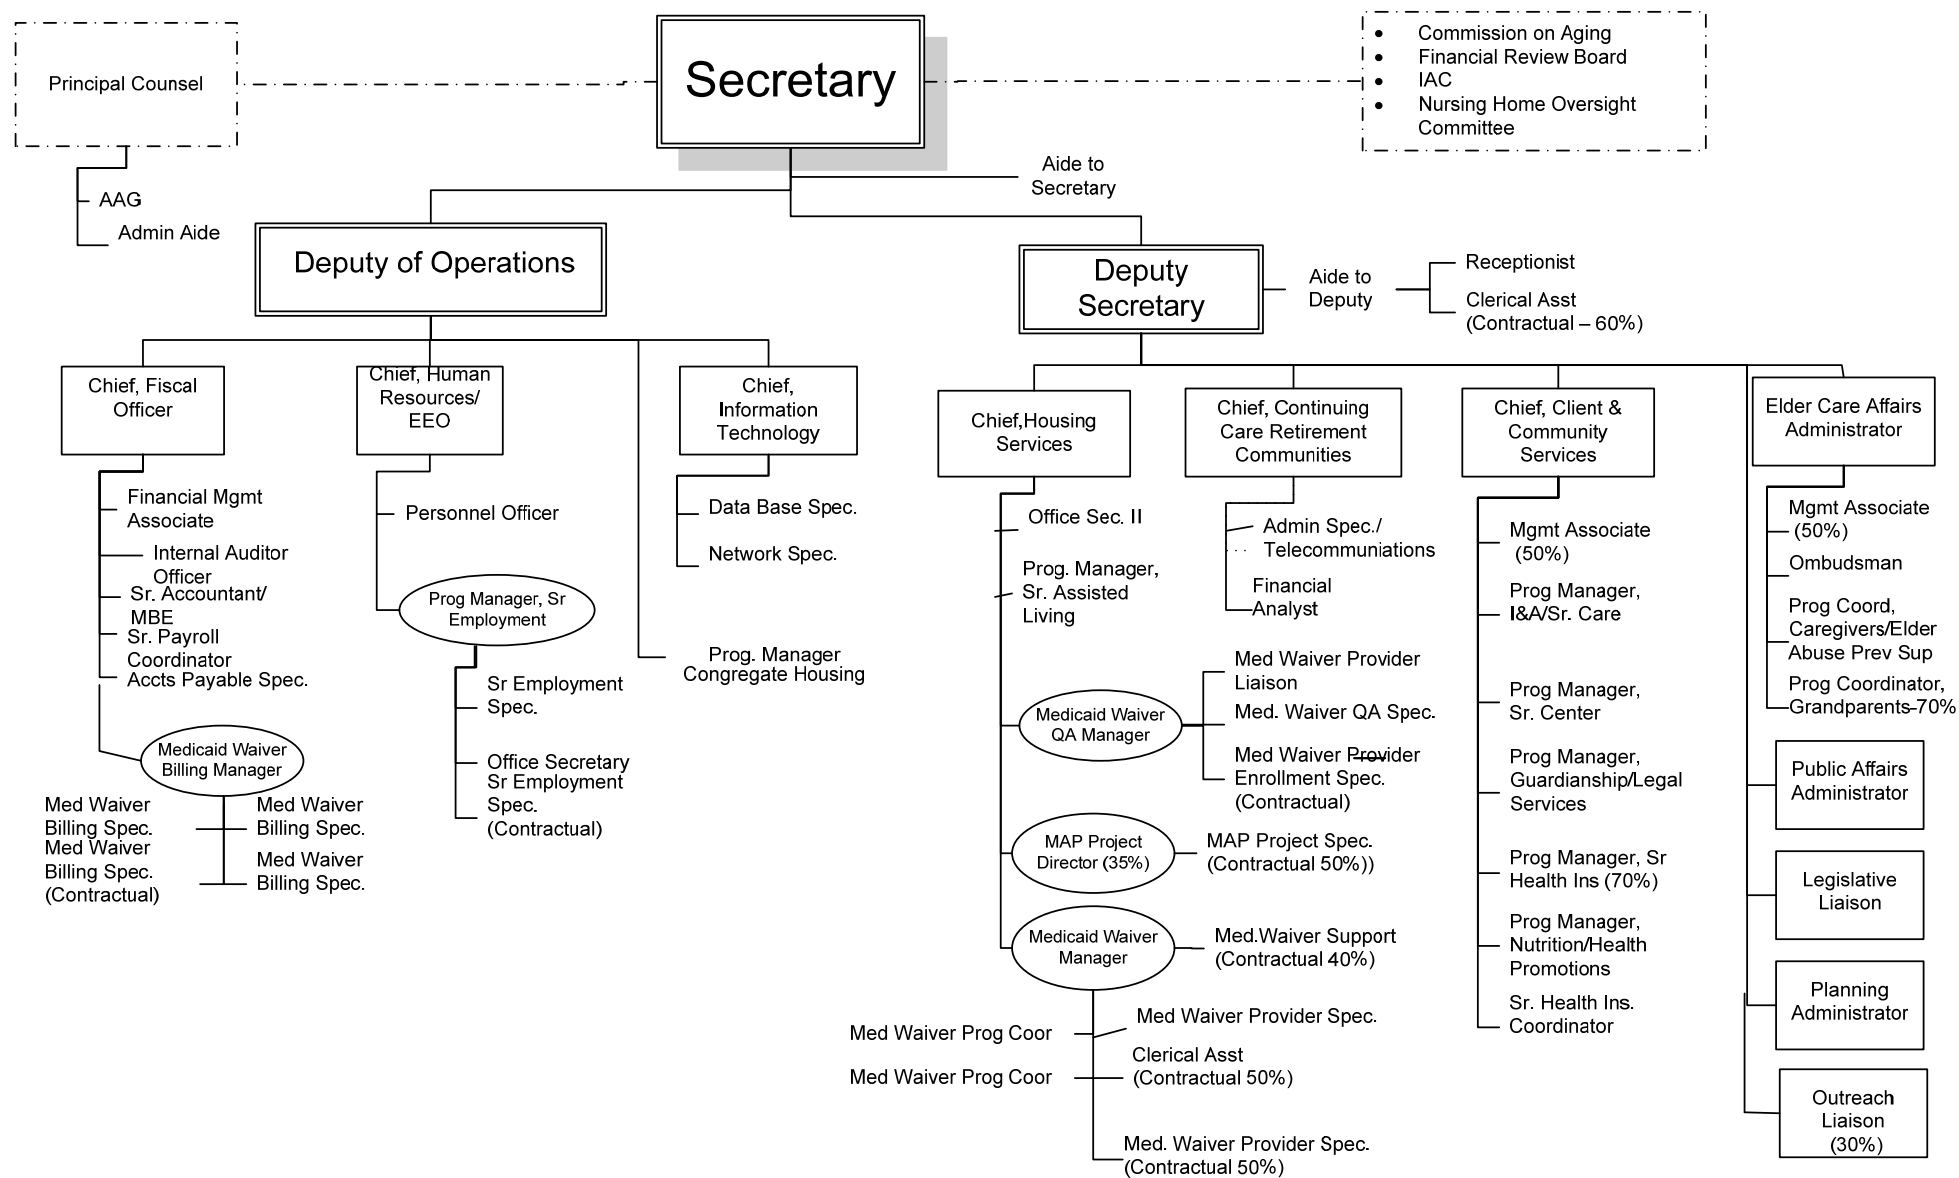 Principal Counsel
Secretary
• Commission on Aging
• Financial Review Board
• IAC
• Nursing Home Oversight
Committee
AAG
Admin Aide
Aide to
Secretary
Deputy of Operations
Deputy
Secretary
Aide to
Deputy
Receptionist
Clerical Asst
(Contractual – 60%)
Chief, Fiscal
Officer
Chief, Human
Resources/
EEO
Chief,
Information
Technology
Chief,Housing
Services
Chief, Continuing
Care Retirement
Communities
Chief, Client &
Community
Services
Elder Care Affairs
Administrator
Financial Mgmt
Associate
Internal Auditor
Officer
Sr. Accountant/
MBE
Sr. Payroll
Coordinator
Accts Payable Spec.
Medicaid Waiver
Billing Manager
Med Waiver
Billing Spec.
Med Waiver
Billing Spec.
(Contractual)
Med Waiver
Billing Spec.
Med Waiver
Billing Spec.
Personnel Officer
Prog Manager, Sr
Employment
Sr Employment
Spec.
Office Secretary
Sr Employment
Spec.
(Contractual)
Data Base Spec.
Network Spec.
Prog. Manager
Congregate Housing
Office Sec. II
Prog. Manager,
Sr. Assisted
Living
Medicaid Waiver
QA Manager
Med Waiver Provider
Liaison
Med. Waiver QA Spec.
Med Waiver Provider
Enrollment Spec.
(Contractual)
MAP Project
Director (35%)
MAP Project Spec.
(Contractual 50%))
Medicaid Waiver
Manager
Med.Waiver Support
(Contractual 40%)
Med Waiver Prog Coor
Med Waiver Prog Coor
Med Waiver Provider Spec.
Clerical Asst
(Contractual 50%)
Med. Waiver Provider Spec.
(Contractual 50%)
Admin Spec./
Telecommuniations
Financial
Analyst
Mgmt Associate
(50%)
Prog Manager,
I&A/Sr. Care
Prog Manager,
Sr. Center
Prog Manager,
Guardianship/Legal
Services
Prog Manager, Sr
Health Ins (70%)
Prog Manager,
Nutrition/Health
Promotions
Sr. Health Ins.
Coordinator
Mgmt Associate
(50%)
Ombudsman
Prog Coord,
Caregivers/Elder
Abuse Prev Sup
Prog Coordinator,
Grandparents–70%
Public Affairs
Administrator
Legislative
Liaison
Planning
Administrator
Outreach
Liaison
(30%)